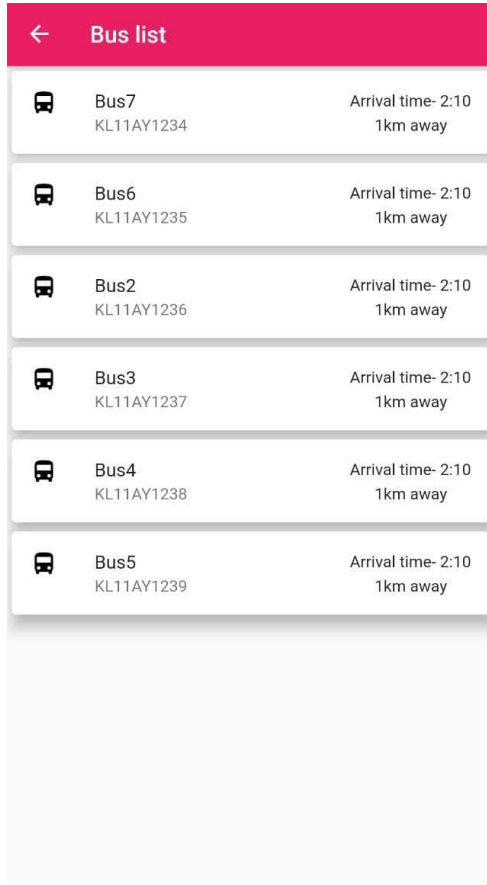 Bus list
Bus7
Arrival time- 2:10
KL11AY1234
1km away
Bus6
Arrival time- 2:10
KL11AY1235
1km away
Bus2
Arrival time- 2:10
KL11AY1236
1km away
Bus3
Arrival time- 2:10
KL11AY1237
1km away
Bus4
Arrival time- 2:10
KL11AY1238
1km away
Bus5
Arrival time- 2:10
KL11AY1239
1km away